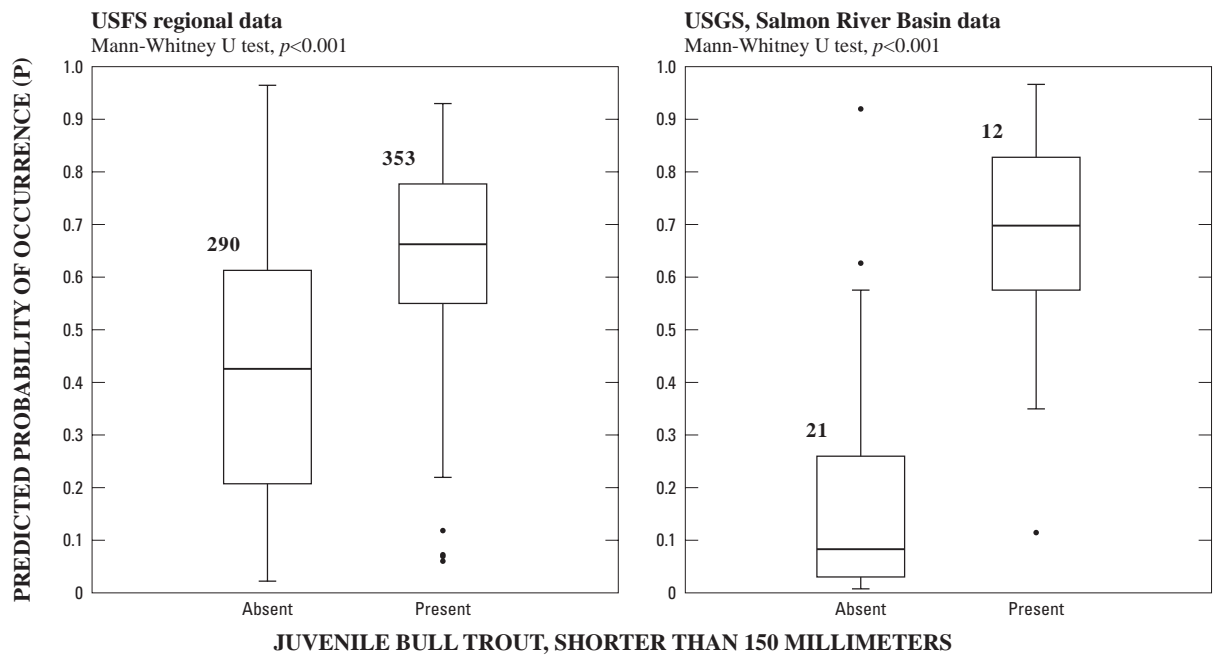 USFS regional data
Mann-Whitney U test, p<0.001
USGS, Salmon River Basin data
Mann-Whitney U test, p<0.001
PREDICTED PROBABILITY OF OCCURRENCE (P)
1.0
0.9
0.8
0.7
0.6
0.5
0.4
0.3
0.2
0.1
0
290
353
Absent
Present
1.0
0.9
0.8
0.7
0.6
0.5
0.4
0.3
0.2
0.1
0
21
12
Absent
Present
JUVENILE BULL TROUT, SHORTER THAN 150 MILLIMETERS